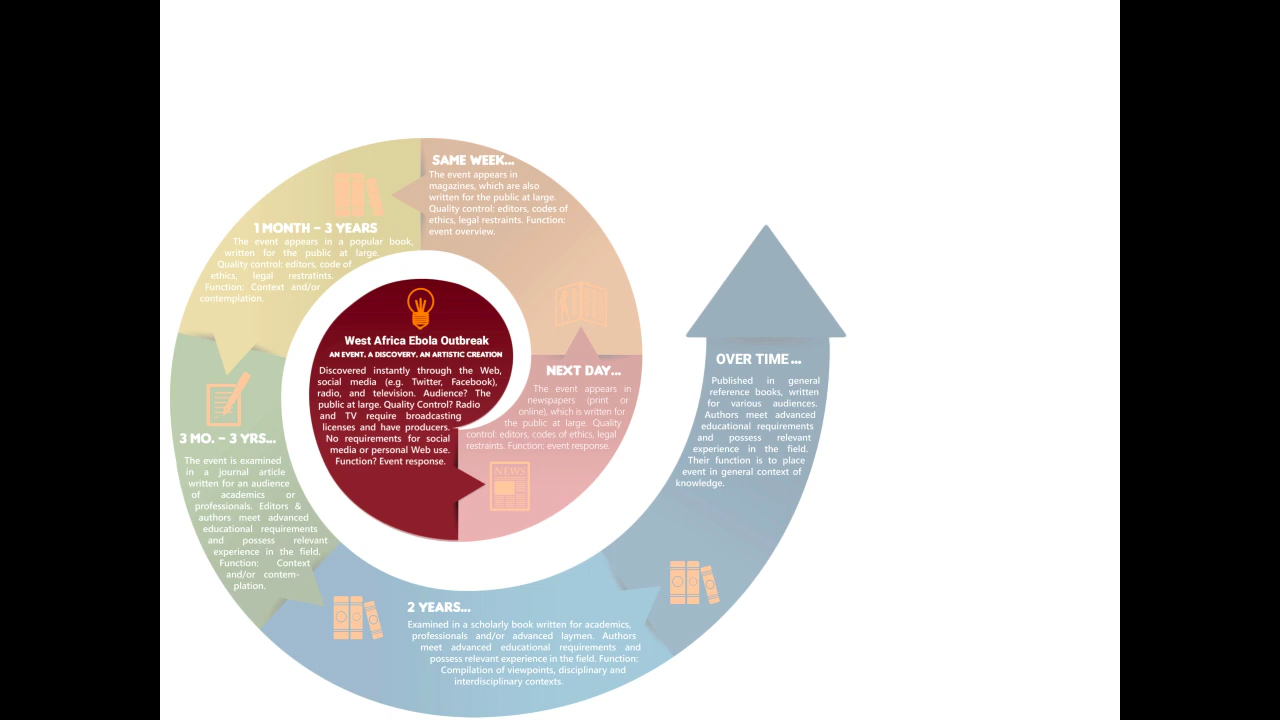 West Africa Ebola Outbreak
AN EVENT, A DISCOVERY, AN ARTISTIC CREATION
Discovered instantly through the Web,
social media (e.g. Twitter, Facebook),
radio, and television. Audience? The
public at large. Quality Control? Radio
and TV require broadcasting
licenses and have producers.
No requirements for social
media or personal Web use.
Function? Event response.
NEXT DAY...
The event appears in
newspapers (print or
online), which is written for
the public at large. Quality
control: editors, codes of ethics, legal
restraints. Function: event response.
NEWS
SAME WEEK...
The event appears in
magazines, which are also
written for the public at large.
Quality control: editors, codes of
ethics, legal restraints. Function:
event overview.
1 MONTH – 3 YEARS
The event appears in a popular book,
written for the public at large.
Quality control: editors, code of
ethics, legal restratints.
Function: Context and/or
contemplation.
3 MO. – 3 YRS...
The event is examined
in a journal article
written for an audience
of academics or
professionals. Editors &
authors meet advanced
educational requirements
and possess relevant
experience in the field.
Function: Context
and/or contem-
plation.
2 YEARS...
Examined in a scholarly book written for academics,
professionals and/or advanced laymen. Authors
meet advanced educational requirements and
possess relevant experience in the field. Function:
Compilation of viewpoints, disciplinary and
interdisciplinary contexts.
OVER TIME...
Published in general
reference books, written
for various audiences.
Authors meet advanced
educational requirements
and possess relevant
experience in the field.
Their function is to place
event in general context of
knowledge.